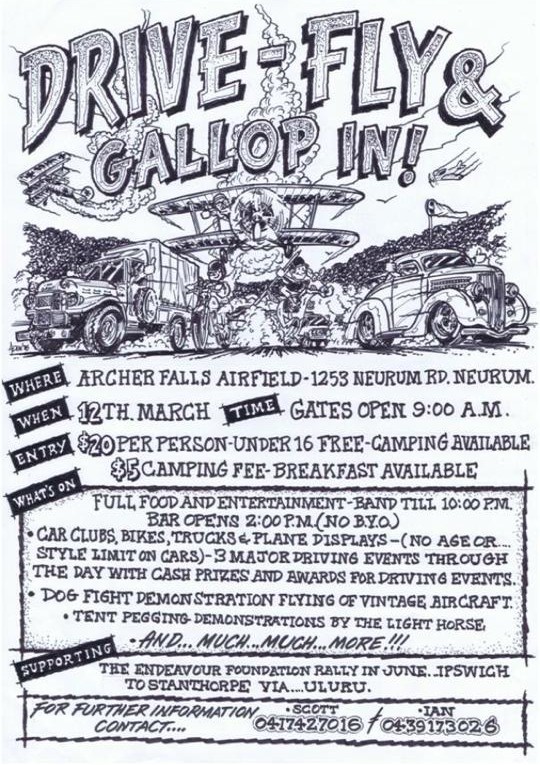 DRIVE-FLY &
GALLOP IN!
WHERE ARCHER FALLS AIRFIELD-1253 NEURUM RD. NEURUM.
WHEN 12TH. MARCH TIME GATES OPEN 9:00 A.M.
ENTRY $20 PER PERSON-UNDER 16 FREE-CAMPING AVAILABLE
$5 CAMPING FEE-BREAKFAST AVAILABLE
WHAT'S ON
FULL FOOD AND ENTERTAINMENT-BAND TILL 10:00 P.M.
BAR OPENS 2:00 P.M. (NO B.Y.O.)
• CAR CLUBS, BIKES, TRUCKS & PLANE DISPLAYS-(NO AGE OR....
STYLE LIMIT ON CARS)-3 MAJOR DRIVING EVENTS THROUGH
THE DAY WITH CASH PRIZES AND AWARDS FOR DRIVING EVENTS.
• DOG FIGHT DEMONSTRATION FLYING OF VINTAGE AIRCRAFT.
• TENT PEGGING DEMONSTRATIONS BY THE LIGHT HORSE.
• AND... MUCH...MUCH...MORE!!!
SUPPORTING
THE ENDEAVOUR FOUNDATION RALLY IN JUNE...IPSWICH
TO STANTHORPE VIA....ULURU.
FOR FURTHER INFORMATION • SCOTT • IAN
CONTACT.... 0417427016 / 0439173026